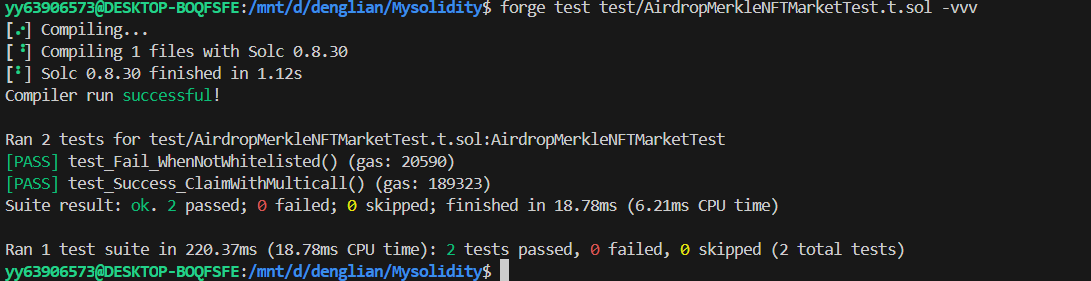 yy63906573@DESKTOP-BOQFSFE:/mnt/d/denglian/Mysolidity$ forge test test/AirdropMerkleNFTMarketTest.t.sol -vvv
[⠊] Compiling...
[⠘] Compiling 1 files with Solc 0.8.30
[⠃] Solc 0.8.30 finished in 1.12s
Compiler run successful!

Ran 2 tests for test/AirdropMerkleNFTMarketTest.t.sol:AirdropMerkleNFTMarketTest
[PASS] test_Fail_WhenNotWhitelisted() (gas: 20590)
[PASS] test_Success_ClaimWithMulticall() (gas: 189323)
Suite result: ok. 2 passed; 0 failed; 0 skipped; finished in 18.78ms (6.21ms CPU time)

Ran 1 test suite in 220.37ms (18.78ms CPU time): 2 tests passed, 0 failed, 0 skipped (2 total tests)
yy63906573@DESKTOP-BOQFSFE:/mnt/d/denglian/Mysolidity$